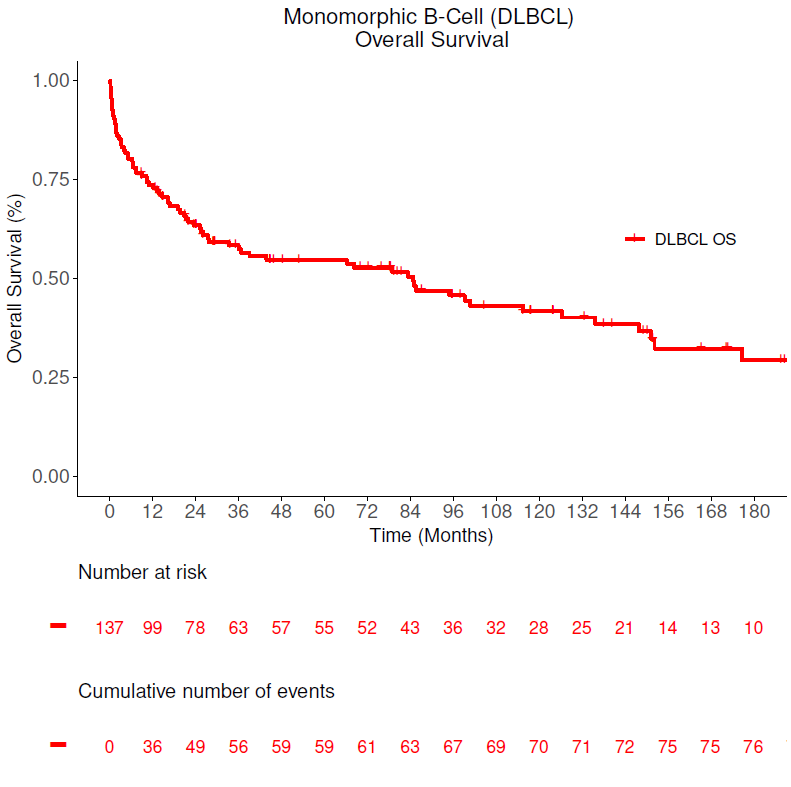 Monomorphic B-Cell (DLBCL)
Overall Survival
Overall Survival (%)
1.00
0.75
0.50
0.25
0.00
DLBCL OS
0 12 24 36 48 60 72 84 96 108 120 132 144 156 168 180
Time (Months)
Number at risk
137 99 78 63 57 55 52 43 36 32 28 25 21 14 13 10
Cumulative number of events
0 36 49 56 59 59 61 63 67 69 70 71 72 75 75 76